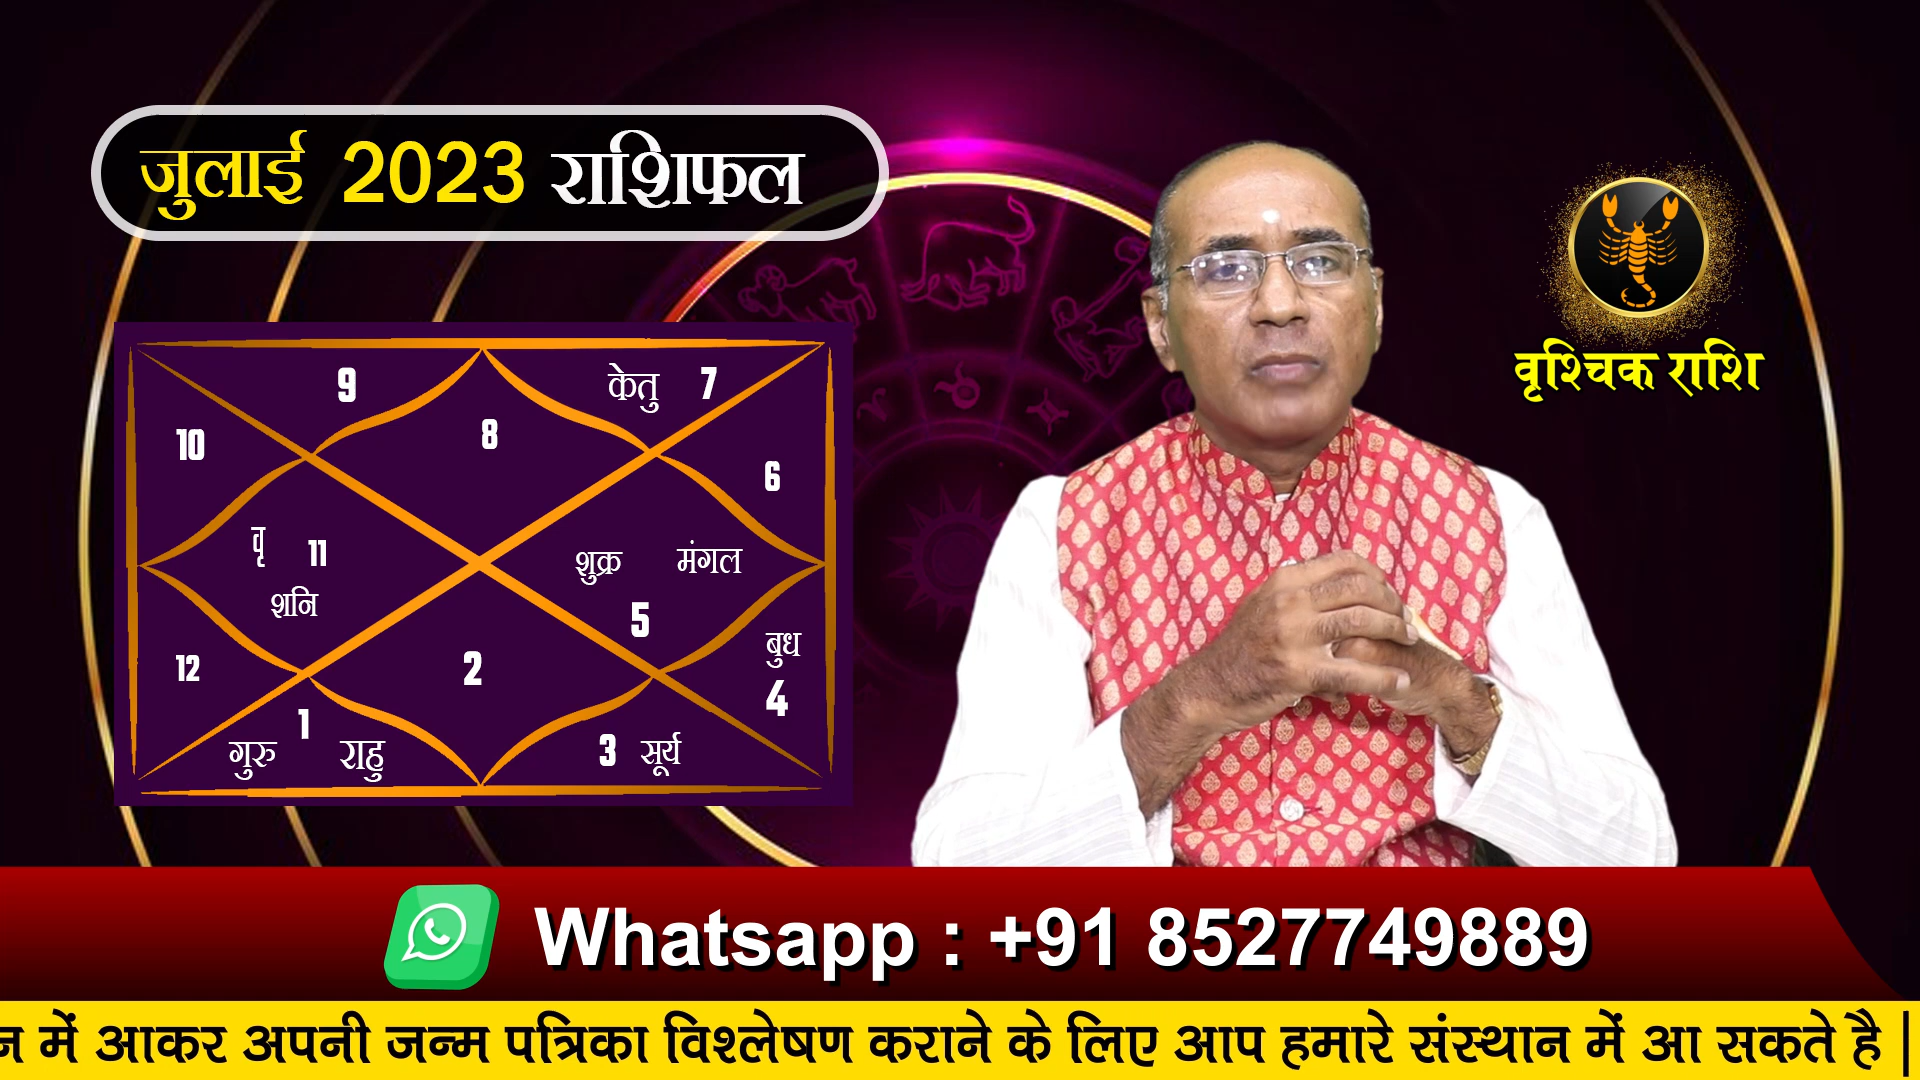 जुलाई 2023 राशिफल
वृश्चिक राशि
9
केतु 7
10
8
6
वृ 11
शनि
शुक्र मंगल
5
बुध
4
12
2
1
गुरु राहु
3 सूर्य
Whatsapp : +91 8527749889
न में आकर अपनी जन्म पत्रिका विश्लेषण कराने के लिए आप हमारे संस्थान में आ सकते है |